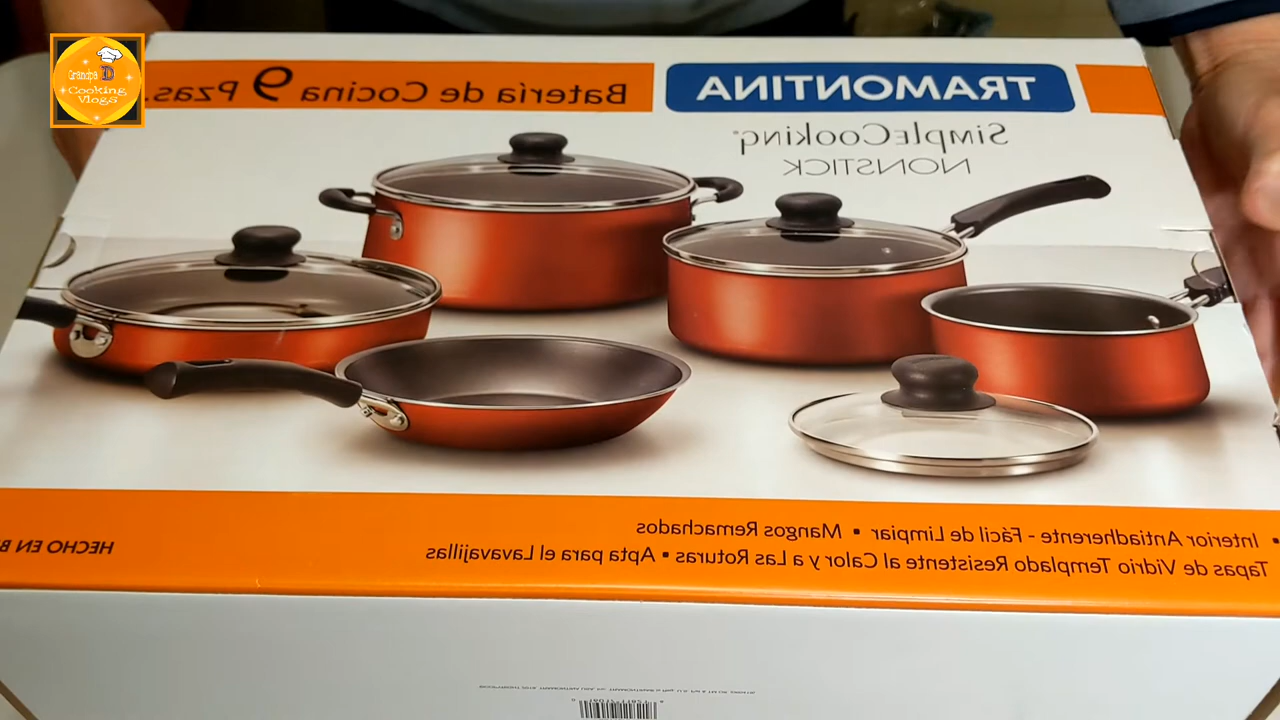 Grandpa D
Cooking
Vlogs
TRAMONTINA
Batería de Cocina 9 Pzas.
SimpleCooking
NONSTICK
• Interior Antiadherente - Fácil de Limpiar • Mangos Remachados
Tapas de Vidrio Templado Resistente al Calor y a Las Roturas • Apta para el Lavavajillas
HECHO EN